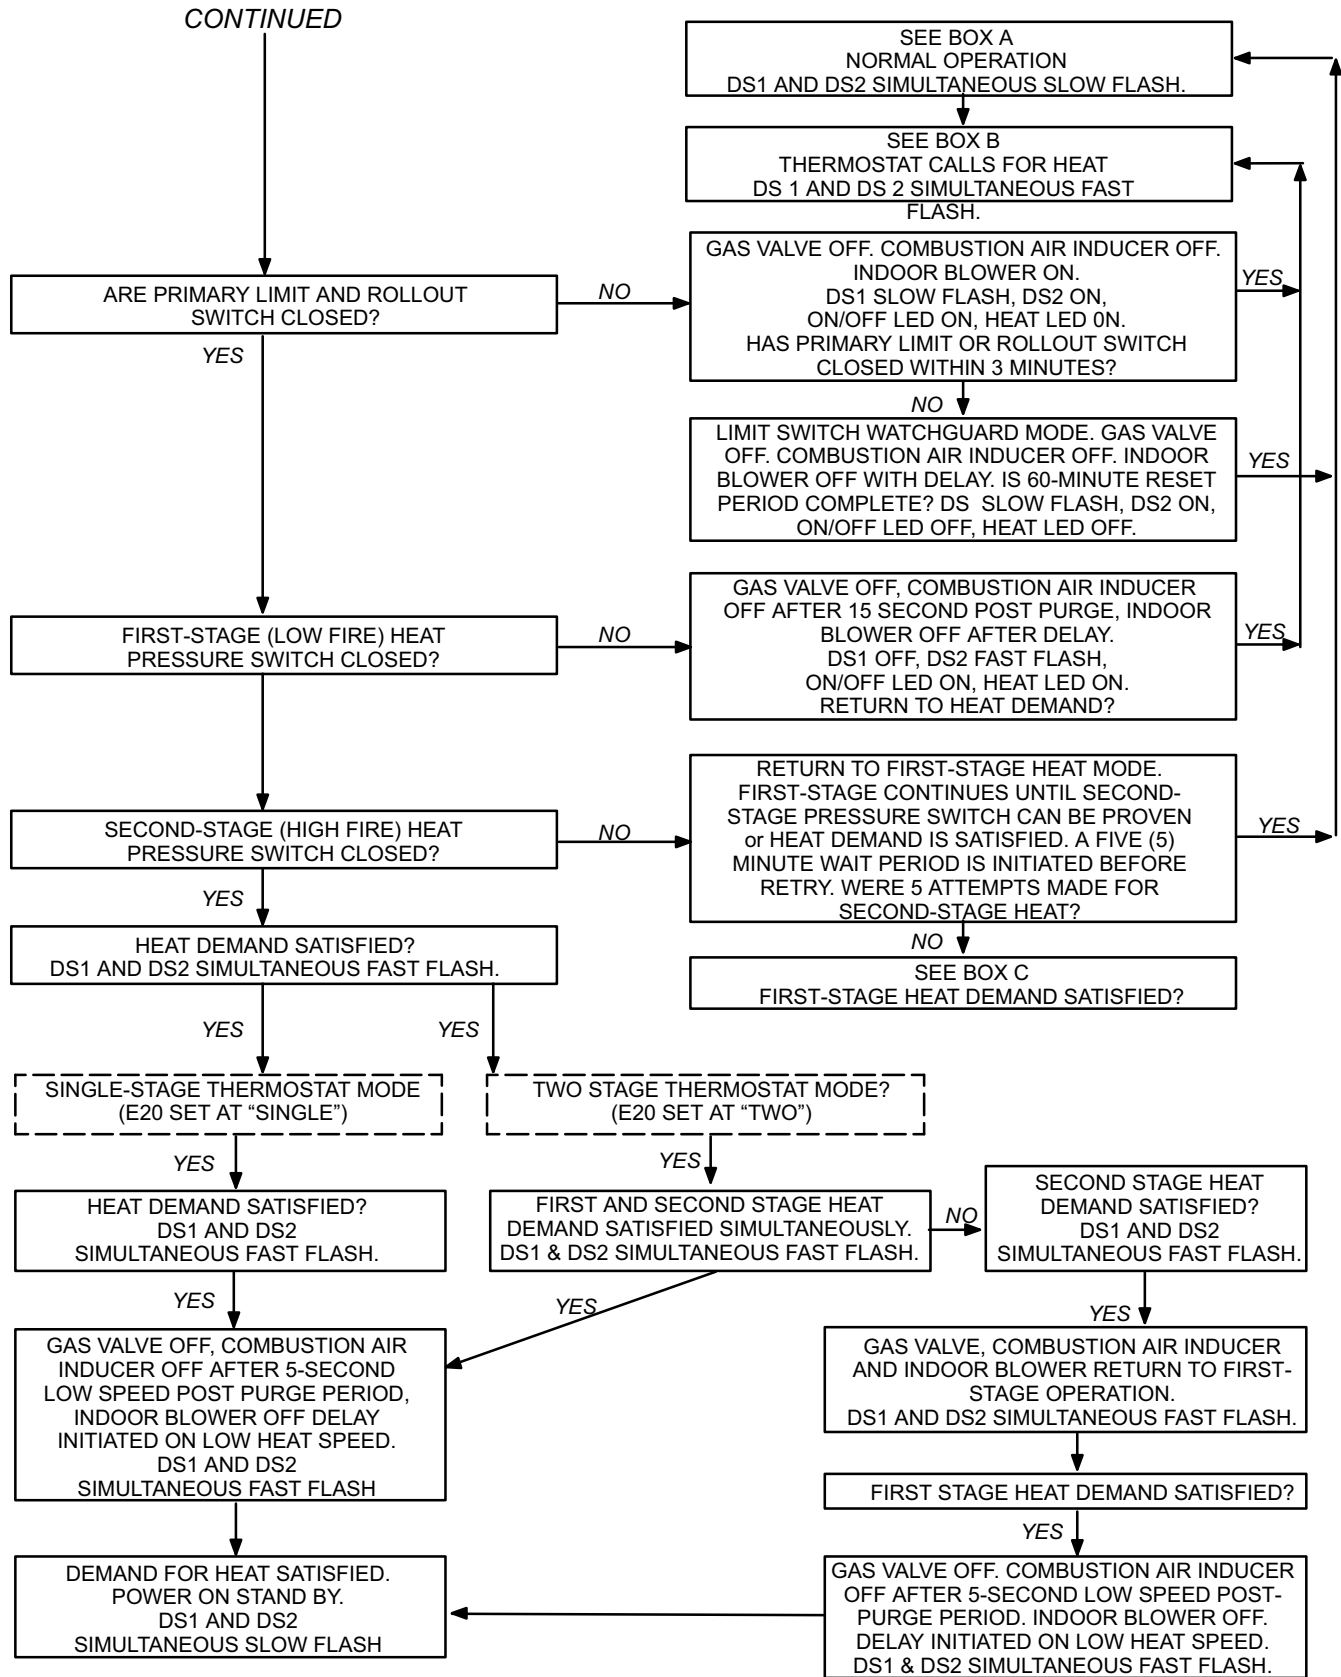 CONTINUED
SEE BOX A
NORMAL OPERATION
DS1 AND DS2 SIMULTANEOUS SLOW FLASH.
SEE BOX B
THERMOSTAT CALLS FOR HEAT
DS 1 AND DS 2 SIMULTANEOUS FAST
FLASH.
ARE PRIMARY LIMIT AND ROLLOUT
SWITCH CLOSED?
NO
YES
GAS VALVE OFF. COMBUSTION AIR INDUCER OFF.
INDOOR BLOWER ON.
DS1 SLOW FLASH, DS2 ON,
ON/OFF LED ON, HEAT LED 0N.
HAS PRIMARY LIMIT OR ROLLOUT SWITCH
CLOSED WITHIN 3 MINUTES?
YES
NO
LIMIT SWITCH WATCHGUARD MODE. GAS VALVE
OFF. COMBUSTION AIR INDUCER OFF. INDOOR
BLOWER OFF WITH DELAY. IS 60-MINUTE RESET
PERIOD COMPLETE? DS SLOW FLASH, DS2 ON,
ON/OFF LED OFF, HEAT LED OFF.
YES
FIRST-STAGE (LOW FIRE) HEAT
PRESSURE SWITCH CLOSED?
NO
GAS VALVE OFF, COMBUSTION AIR INDUCER
OFF AFTER 15 SECOND POST PURGE, INDOOR
BLOWER OFF AFTER DELAY.
DS1 OFF, DS2 FAST FLASH,
ON/OFF LED ON, HEAT LED ON.
RETURN TO HEAT DEMAND?
YES
SECOND-STAGE (HIGH FIRE) HEAT
PRESSURE SWITCH CLOSED?
NO
YES
RETURN TO FIRST-STAGE HEAT MODE.
FIRST-STAGE CONTINUES UNTIL SECOND-
STAGE PRESSURE SWITCH CAN BE PROVEN
or HEAT DEMAND IS SATISFIED. A FIVE (5)
MINUTE WAIT PERIOD IS INITIATED BEFORE
RETRY. WERE 5 ATTEMPTS MADE FOR
SECOND-STAGE HEAT?
YES
NO
SEE BOX C
FIRST-STAGE HEAT DEMAND SATISFIED?
HEAT DEMAND SATISFIED?
DS1 AND DS2 SIMULTANEOUS FAST FLASH.
YES
YES
SINGLE-STAGE THERMOSTAT MODE
(E20 SET AT “SINGLE”)
TWO STAGE THERMOSTAT MODE?
(E20 SET AT “TWO”)
YES
YES
HEAT DEMAND SATISFIED?
DS1 AND DS2
SIMULTANEOUS FAST FLASH.
FIRST AND SECOND STAGE HEAT
DEMAND SATISFIED SIMULTANEOUSLY.
DS1 & DS2 SIMULTANEOUS FAST FLASH.
NO
SECOND STAGE HEAT
DEMAND SATISFIED?
DS1 AND DS2
SIMULTANEOUS FAST FLASH.
YES
YES
YES
GAS VALVE OFF, COMBUSTION AIR
INDUCER OFF AFTER 5-SECOND
LOW SPEED POST PURGE PERIOD,
INDOOR BLOWER OFF DELAY
INITIATED ON LOW HEAT SPEED.
DS1 AND DS2
SIMULTANEOUS FAST FLASH
GAS VALVE, COMBUSTION AIR INDUCER
AND INDOOR BLOWER RETURN TO FIRST-
STAGE OPERATION.
DS1 AND DS2 SIMULTANEOUS FAST FLASH.
FIRST STAGE HEAT DEMAND SATISFIED?
YES
DEMAND FOR HEAT SATISFIED.
POWER ON STAND BY.
DS1 AND DS2
SIMULTANEOUS SLOW FLASH
GAS VALVE OFF. COMBUSTION AIR INDUCER
OFF AFTER 5-SECOND LOW SPEED POST-
PURGE PERIOD. INDOOR BLOWER OFF.
DELAY INITIATED ON LOW HEAT SPEED.
DS1 & DS2 SIMULTANEOUS FAST FLASH.